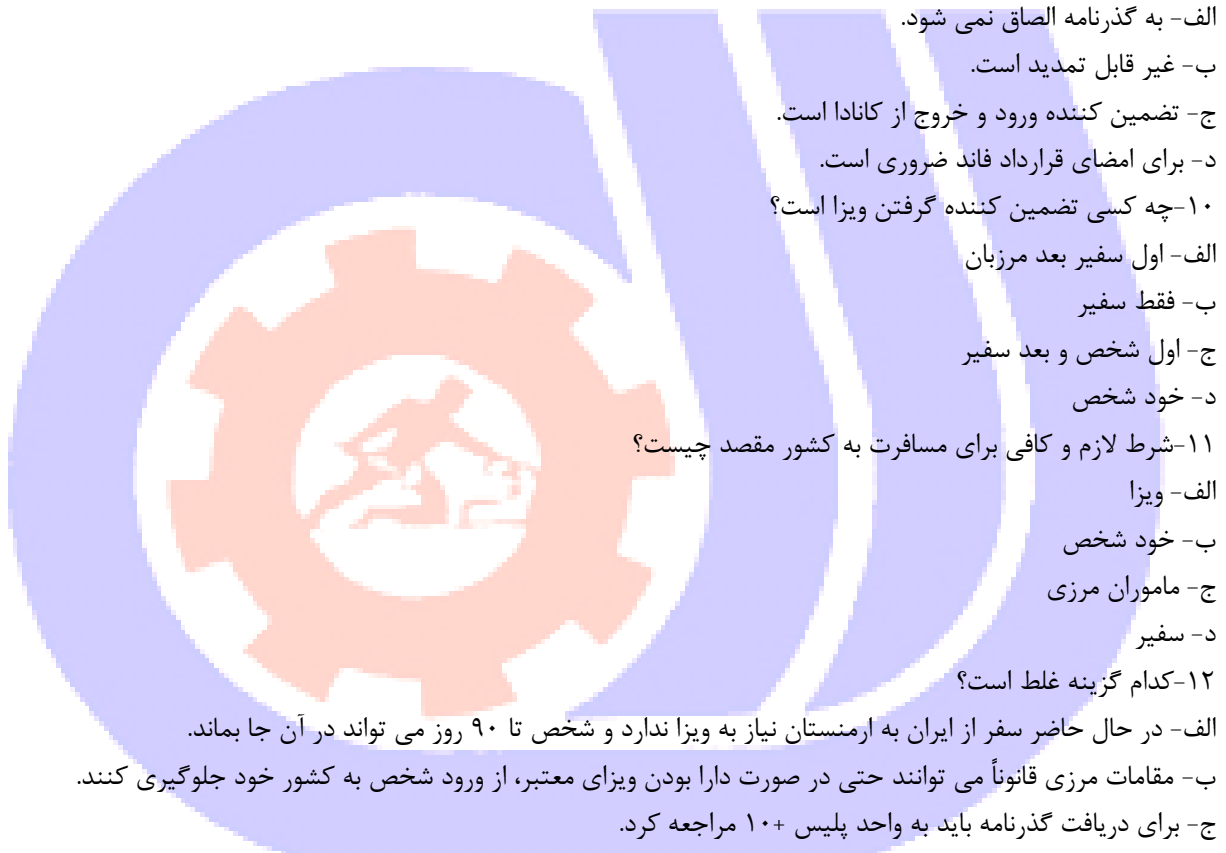 الف- به گذرنامه الصاق نمی شود.
ب- غیر قابل تمدید است.
ج- تضمین کننده ورود و خروج از کانادا است.
د- برای امضای قرارداد فاند ضروری است.
۱۰-چه کسی تضمین کننده گرفتن ویزا است؟
الف- اول سفیر بعد مرزبان
ب- فقط سفیر
ج- اول شخص و بعد سفیر
د- خود شخص
۱۱-شرط لازم و کافی برای مسافرت به کشور مقصد چیست؟
الف- ویزا
ب- خود شخص
ج- ماموران مرزی
د- سفیر
۱۲-کدام گزینه غلط است؟
الف- در حال حاضر سفر از ایران به ارمنستان نیاز به ویزا ندارد و شخص تا ۹۰ روز می تواند در آن جا بماند.
ب- مقامات مرزی قانوناً می توانند حتی در صورت دارا بودن ویزای معتبر، از ورود شخص به کشور خود جلوگیری کنند.
ج- برای دریافت گذرنامه باید به واحد پلیس +۱۰ مراجعه کرد.